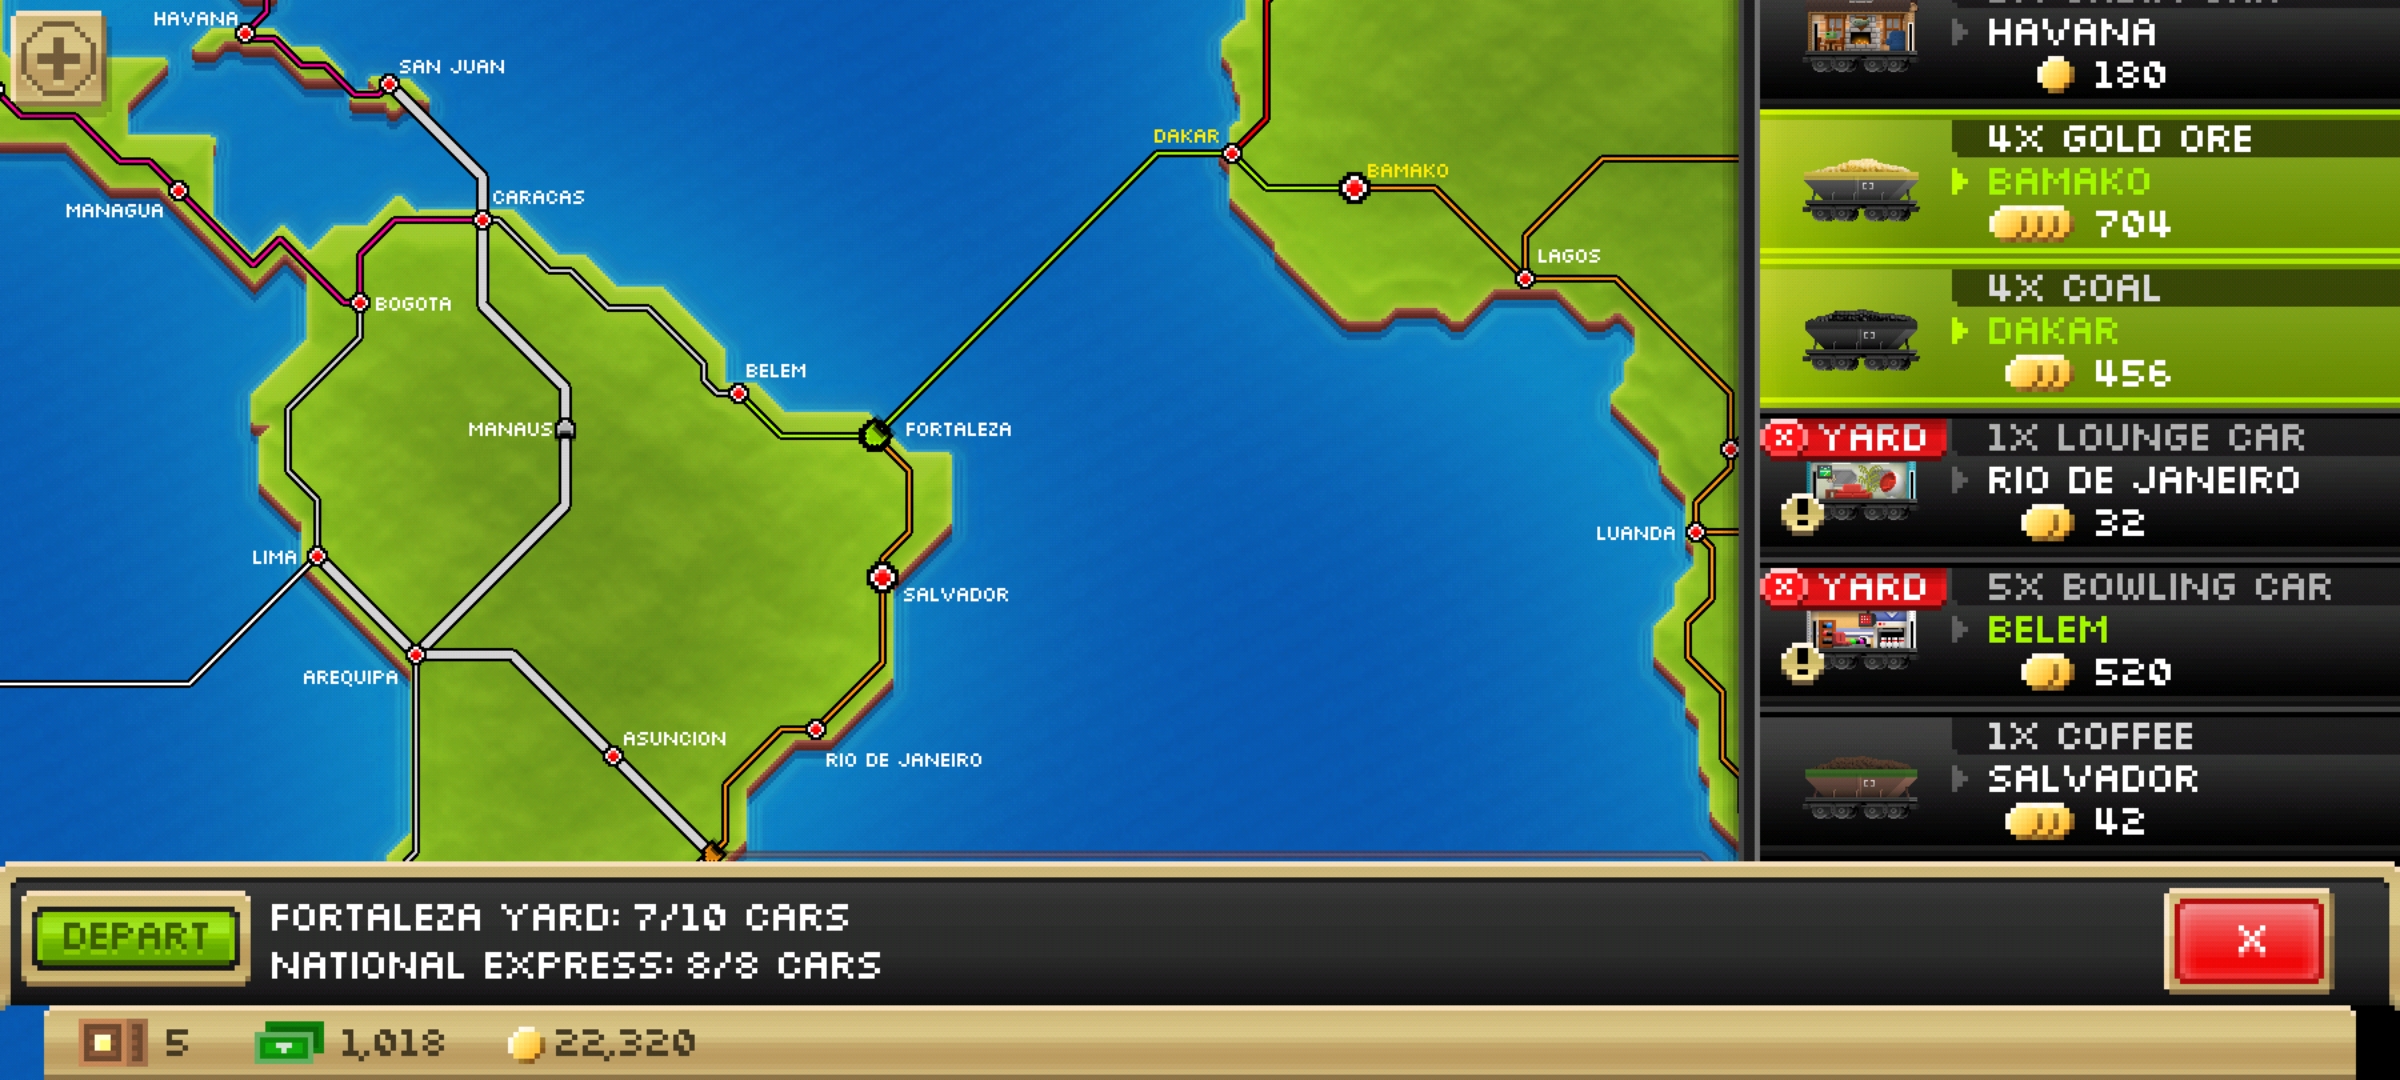 HAVANA
SAN JUAN
CARACAS
MANAGUA
BOGOTA
BELEM
MANAUS
FORTALEZA
LIMA
SALVADOR
AREQUIPA
ASUNCION
RIO DE JANEIRO
DAKAR
BAMAKO
LAGOS
LUANDA
HAVANA
180
4X GOLD ORE
BAMAKO
704
4X COAL
DAKAR
456
YARD
1X LOUNGE CAR
RIO DE JANEIRO
32
YARD
5X BOWLING CAR
BELEM
520
1X COFFEE
SALVADOR
42
DEPART
FORTALEZA YARD: 7/10 CARS
NATIONAL EXPRESS: 8/8 CARS
X
5
1,018
22,320